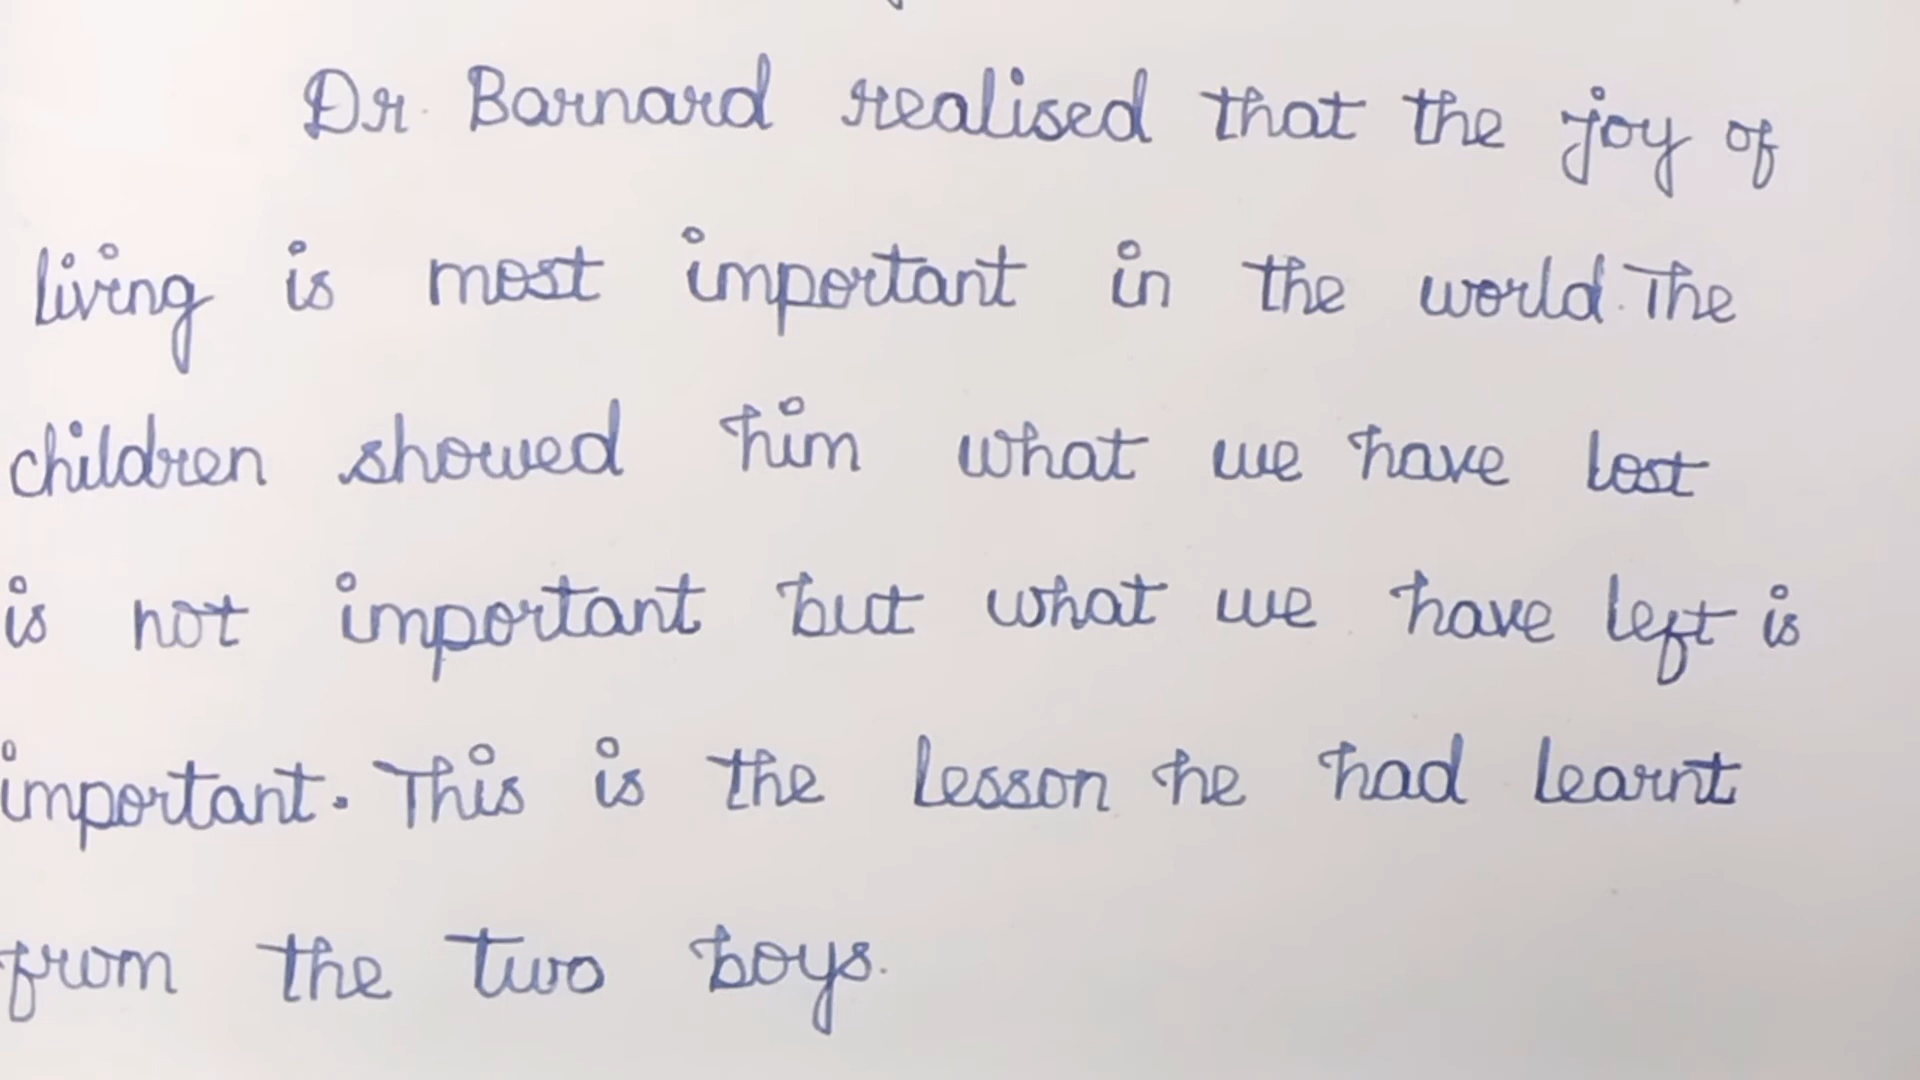 Dr. Barnard realised that the joy of
living is most important in the world. The
children showed him what we have lost
is not important but what we have left is
important. This is the lesson he had learnt
from the two boys.